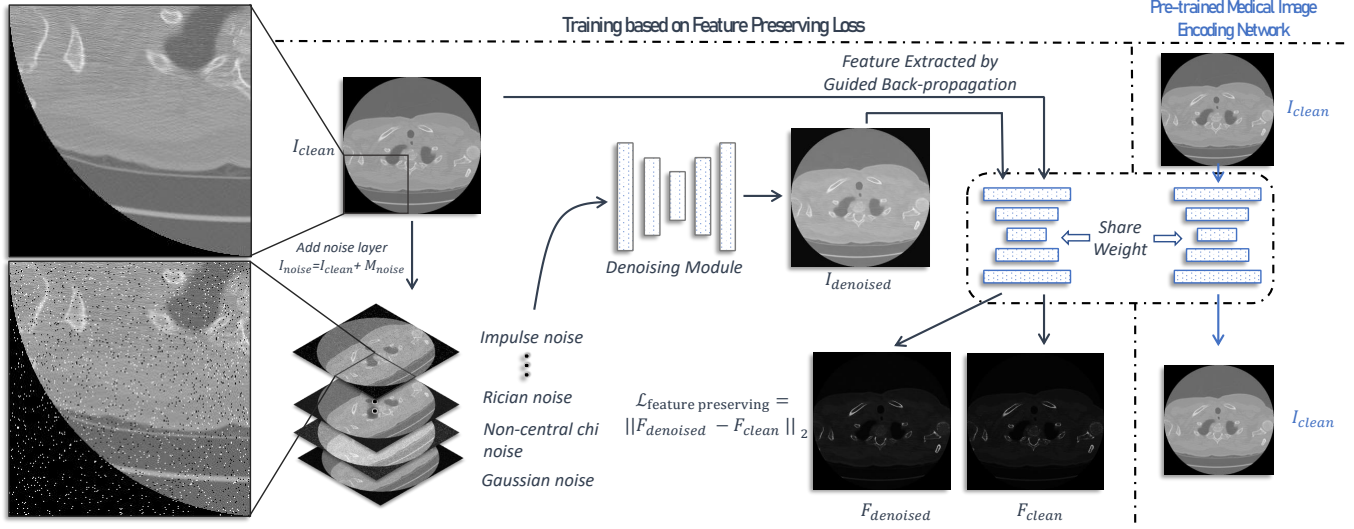 Training based on Feature Preserving Loss
Pre-trained Medical Image
Encoding Network
Feature Extracted by
Guided Back-propagation
I_clean
I_clean
Add noise layer
I_noise=I_clean+ M_noise
Denoising Module
I_denoised
Share
Weight
Impulse noise
Rician noise
Non-central chi
noise
Gaussian noise
ℒ_feature preserving =
||F_denoised − F_clean||_2
I_clean
F_denoised
F_clean